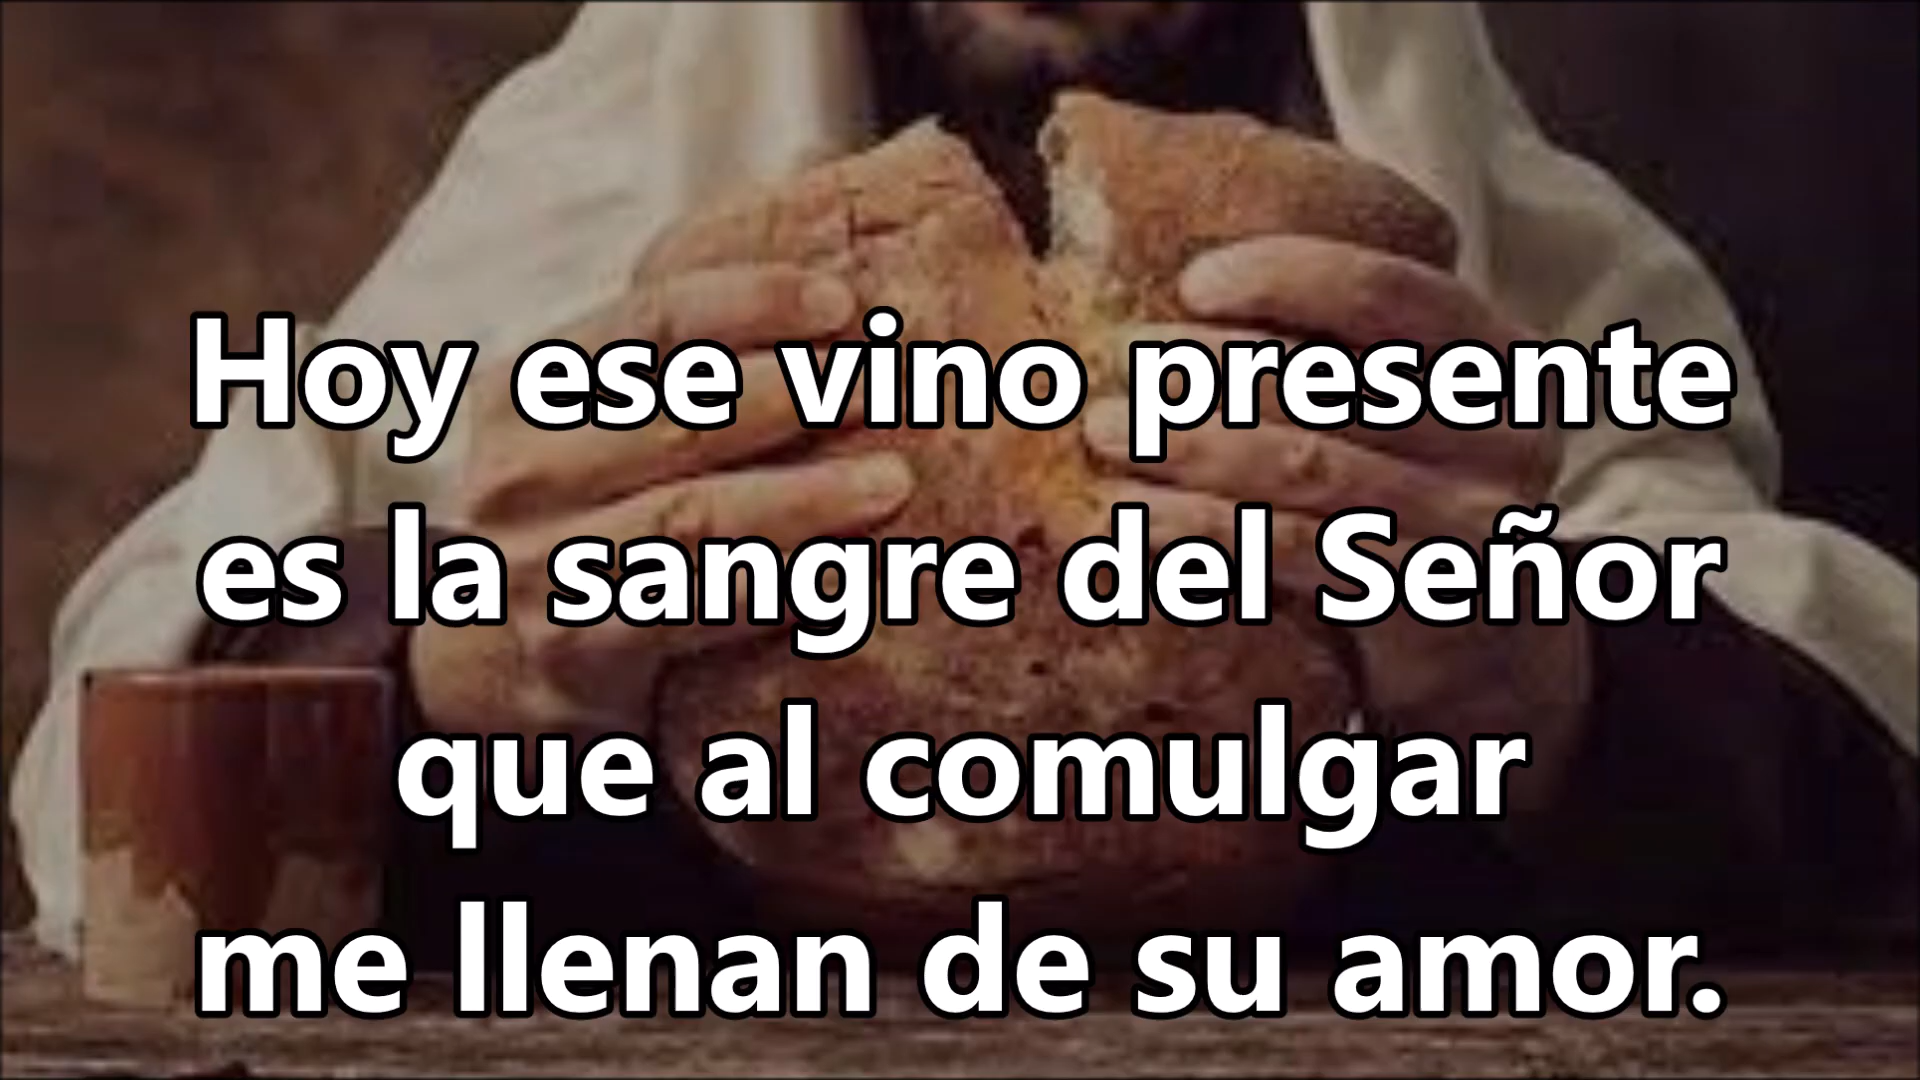 Hoy ese vino presente
es la sangre del Señor
que al comulgar
me llenan de su amor.